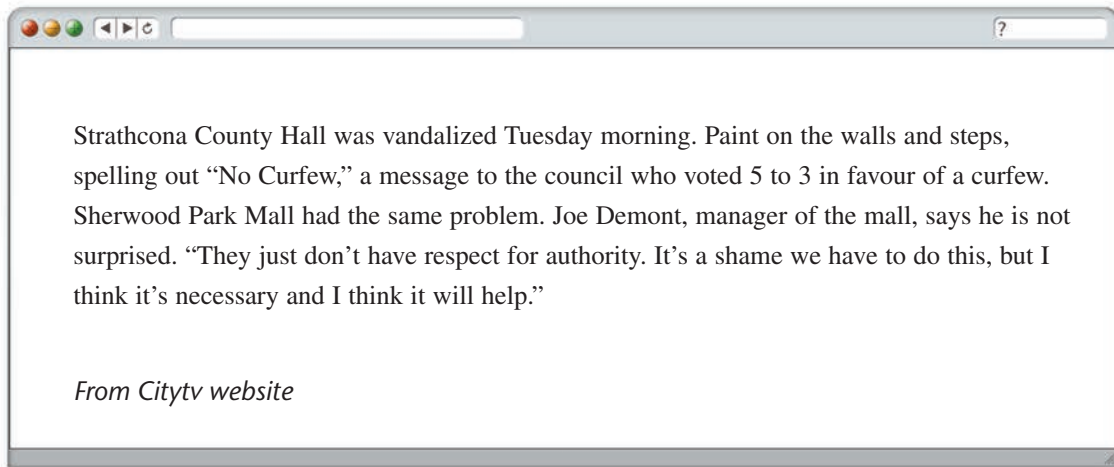 ?
Strathcona County Hall was vandalized Tuesday morning. Paint on the walls and steps,
spelling out “No Curfew,” a message to the council who voted 5 to 3 in favour of a curfew.
Sherwood Park Mall had the same problem. Joe Demont, manager of the mall, says he is not
surprised. “They just don’t have respect for authority. It’s a shame we have to do this, but I
think it’s necessary and I think it will help.”
From Citytv website